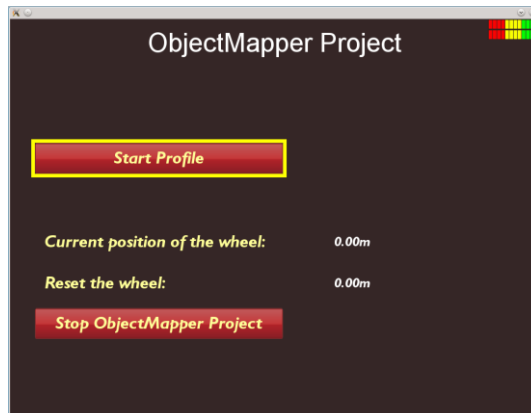 ObjectMapper Project
Start Profile
Current position of the wheel: 0.00m
Reset the wheel: 0.00m
Stop ObjectMapper Project